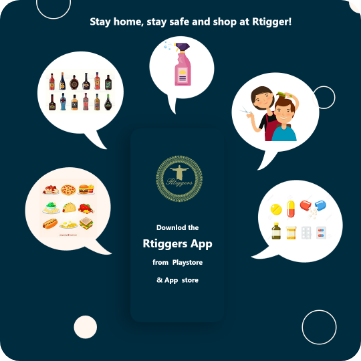 Stay home, stay safe and shop at Rtigger!
Rtiggers
Downlod the
Rtiggers App
from Playstore
& App store